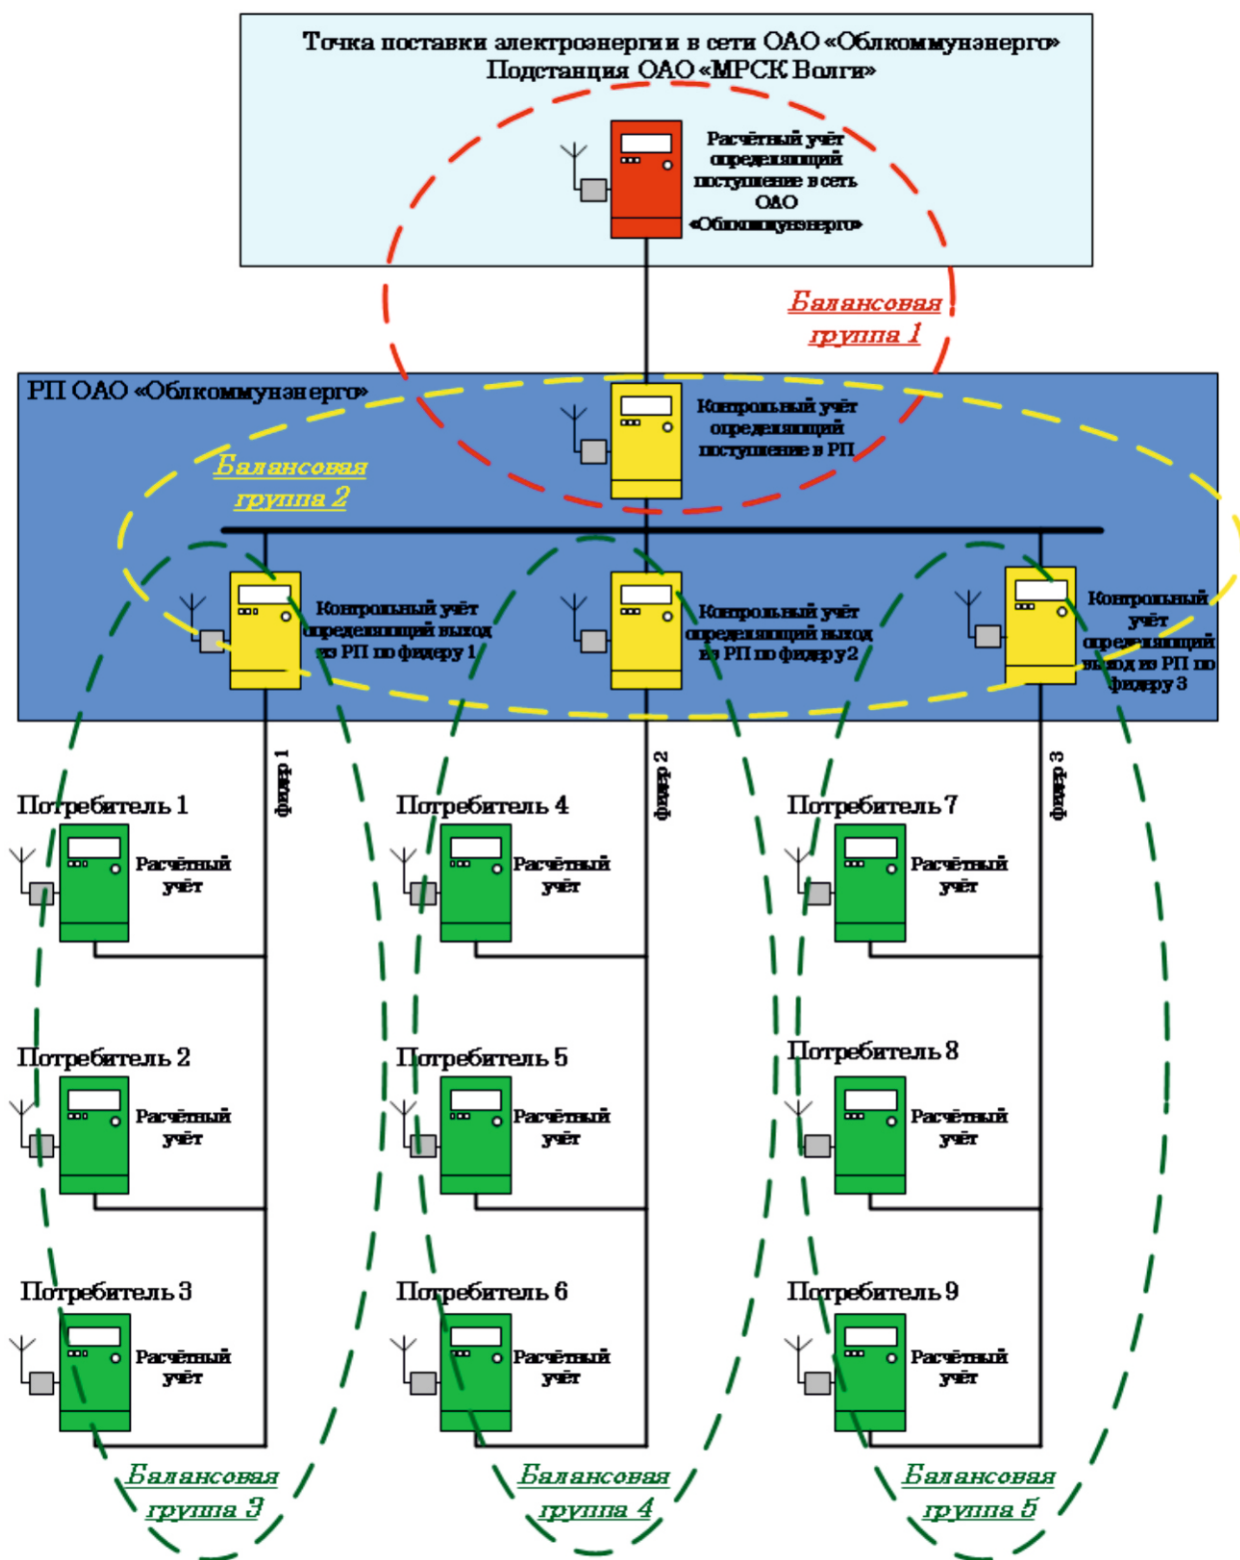 Точка поставки электроэнергии в сети ОАО «Облкоммунэнерго»
Подстанция ОАО «МРСК Волги»
Расчётный учёт
определяющий
поступление в сеть
ОАО
«Облкоммунэнерго»
Балансовая
группа 1
РП ОАО «Облкоммунэнерго»
Контрольный учёт
определяющий
поступление в РП
Балансовая
группа 2
Контрольный учёт
определяющий выход
из РП по фидеру 1
Контрольный учёт
определяющий выход
из РП по фидеру 2
Контрольный
учёт
определяющий
выход из РП по
фидеру 3
фидер 1
фидер 2
фидер 3
Потребитель 1
Расчётный
учёт
Потребитель 4
Расчётный
учёт
Потребитель 7
Расчётный
учёт
Потребитель 2
Расчётный
учёт
Потребитель 5
Расчётный
учёт
Потребитель 8
Расчётный
учёт
Потребитель 3
Расчётный
учёт
Потребитель 6
Расчётный
учёт
Потребитель 9
Расчётный
учёт
Балансовая
группа 3
Балансовая
группа 4
Балансовая
группа 5